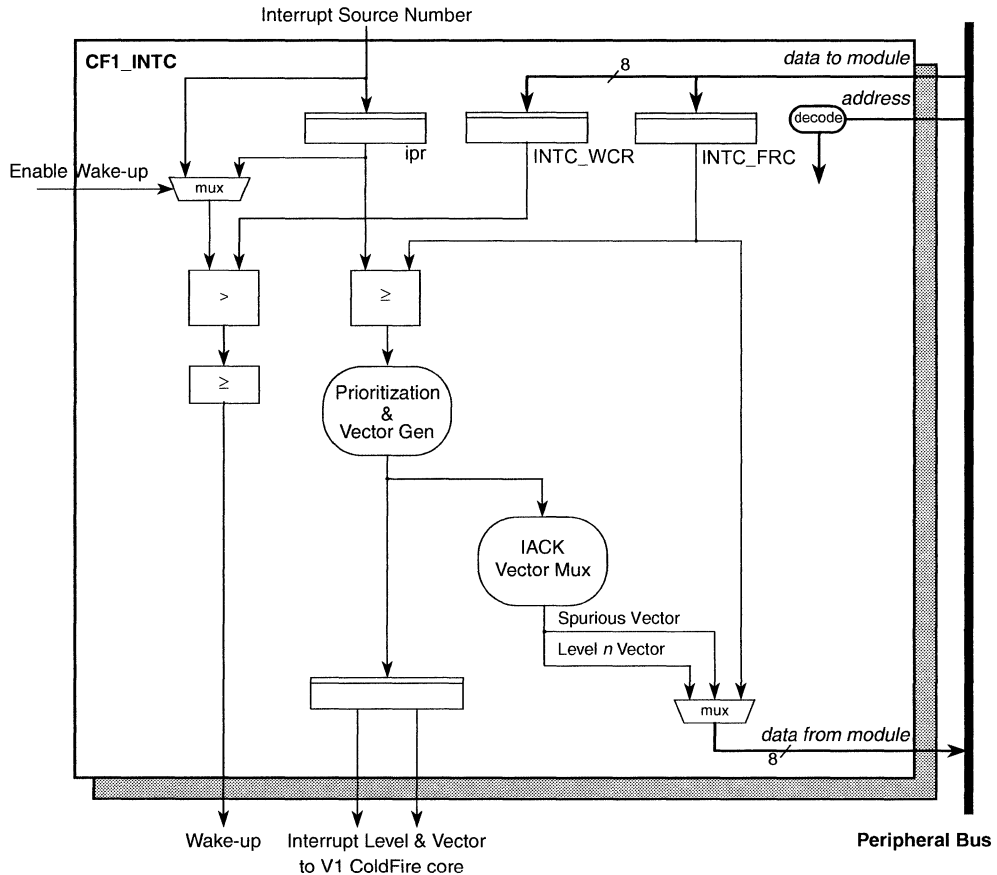 Interrupt Source Number
CF1_INTC
data to module
8
address
decode
ipr
INTC_WCR
INTC_FRC
Enable Wake-up
mux
>
≥
≥
Prioritization
&
Vector Gen
IACK
Vector Mux
Spurious Vector
Level n Vector
mux
data from module
8
Wake-up
Interrupt Level & Vector
to V1 ColdFire core
Peripheral Bus